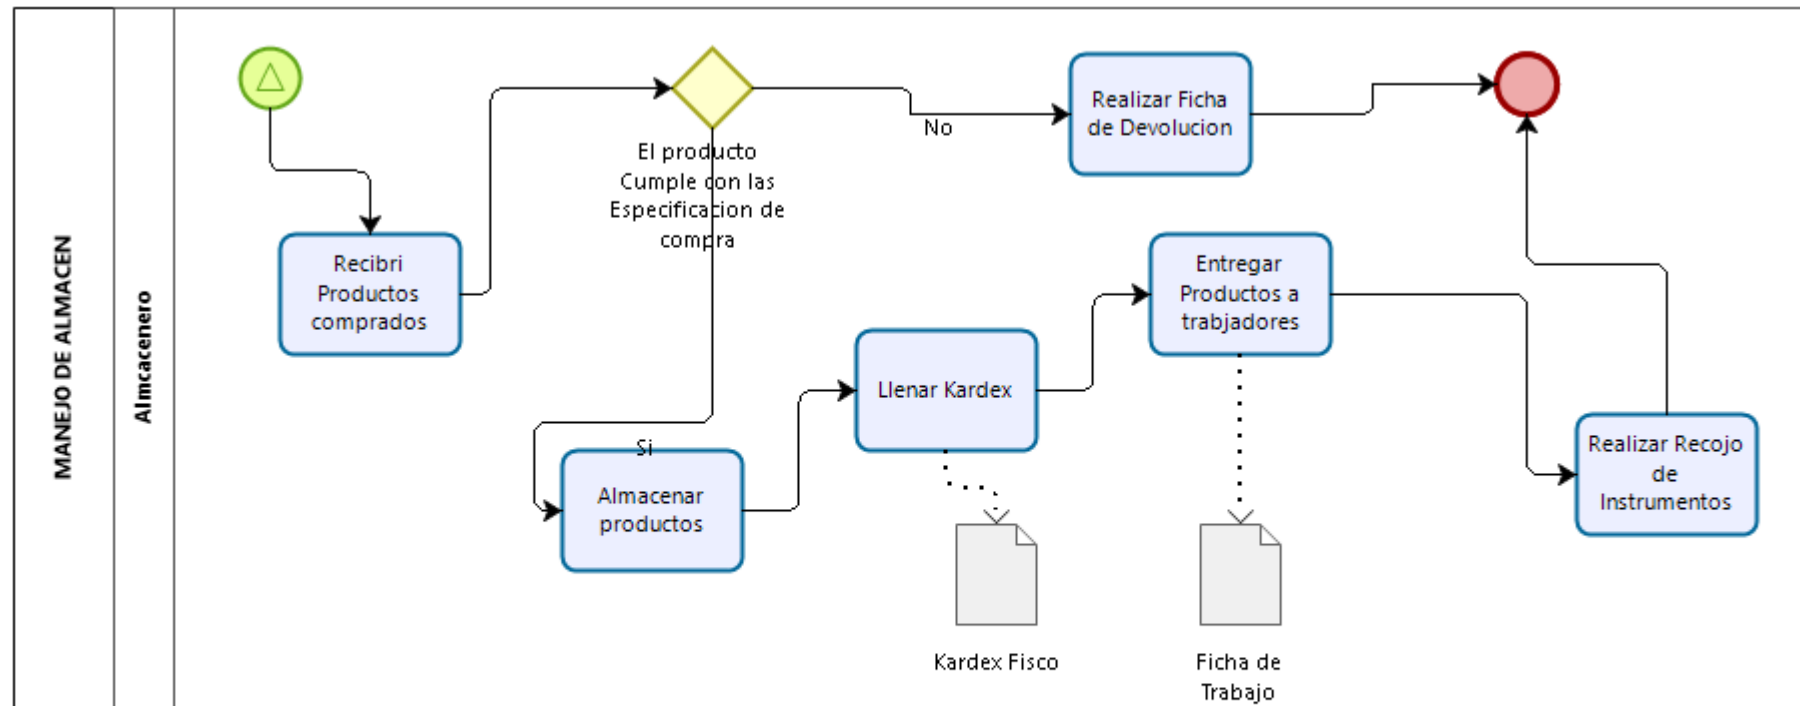 MANEJO DE ALMACEN
Almcacenero
Recibri
Productos
comprados
El producto
Cumple con las
Especificacion de
compra
No
Realizar Ficha
de Devolucion
Si
Almacenar
productos
Llenar Kardex
Kardex Fisco
Entregar
Productos a
trabjadores
Ficha de
Trabajo
Realizar Recojo
de
Instrumentos